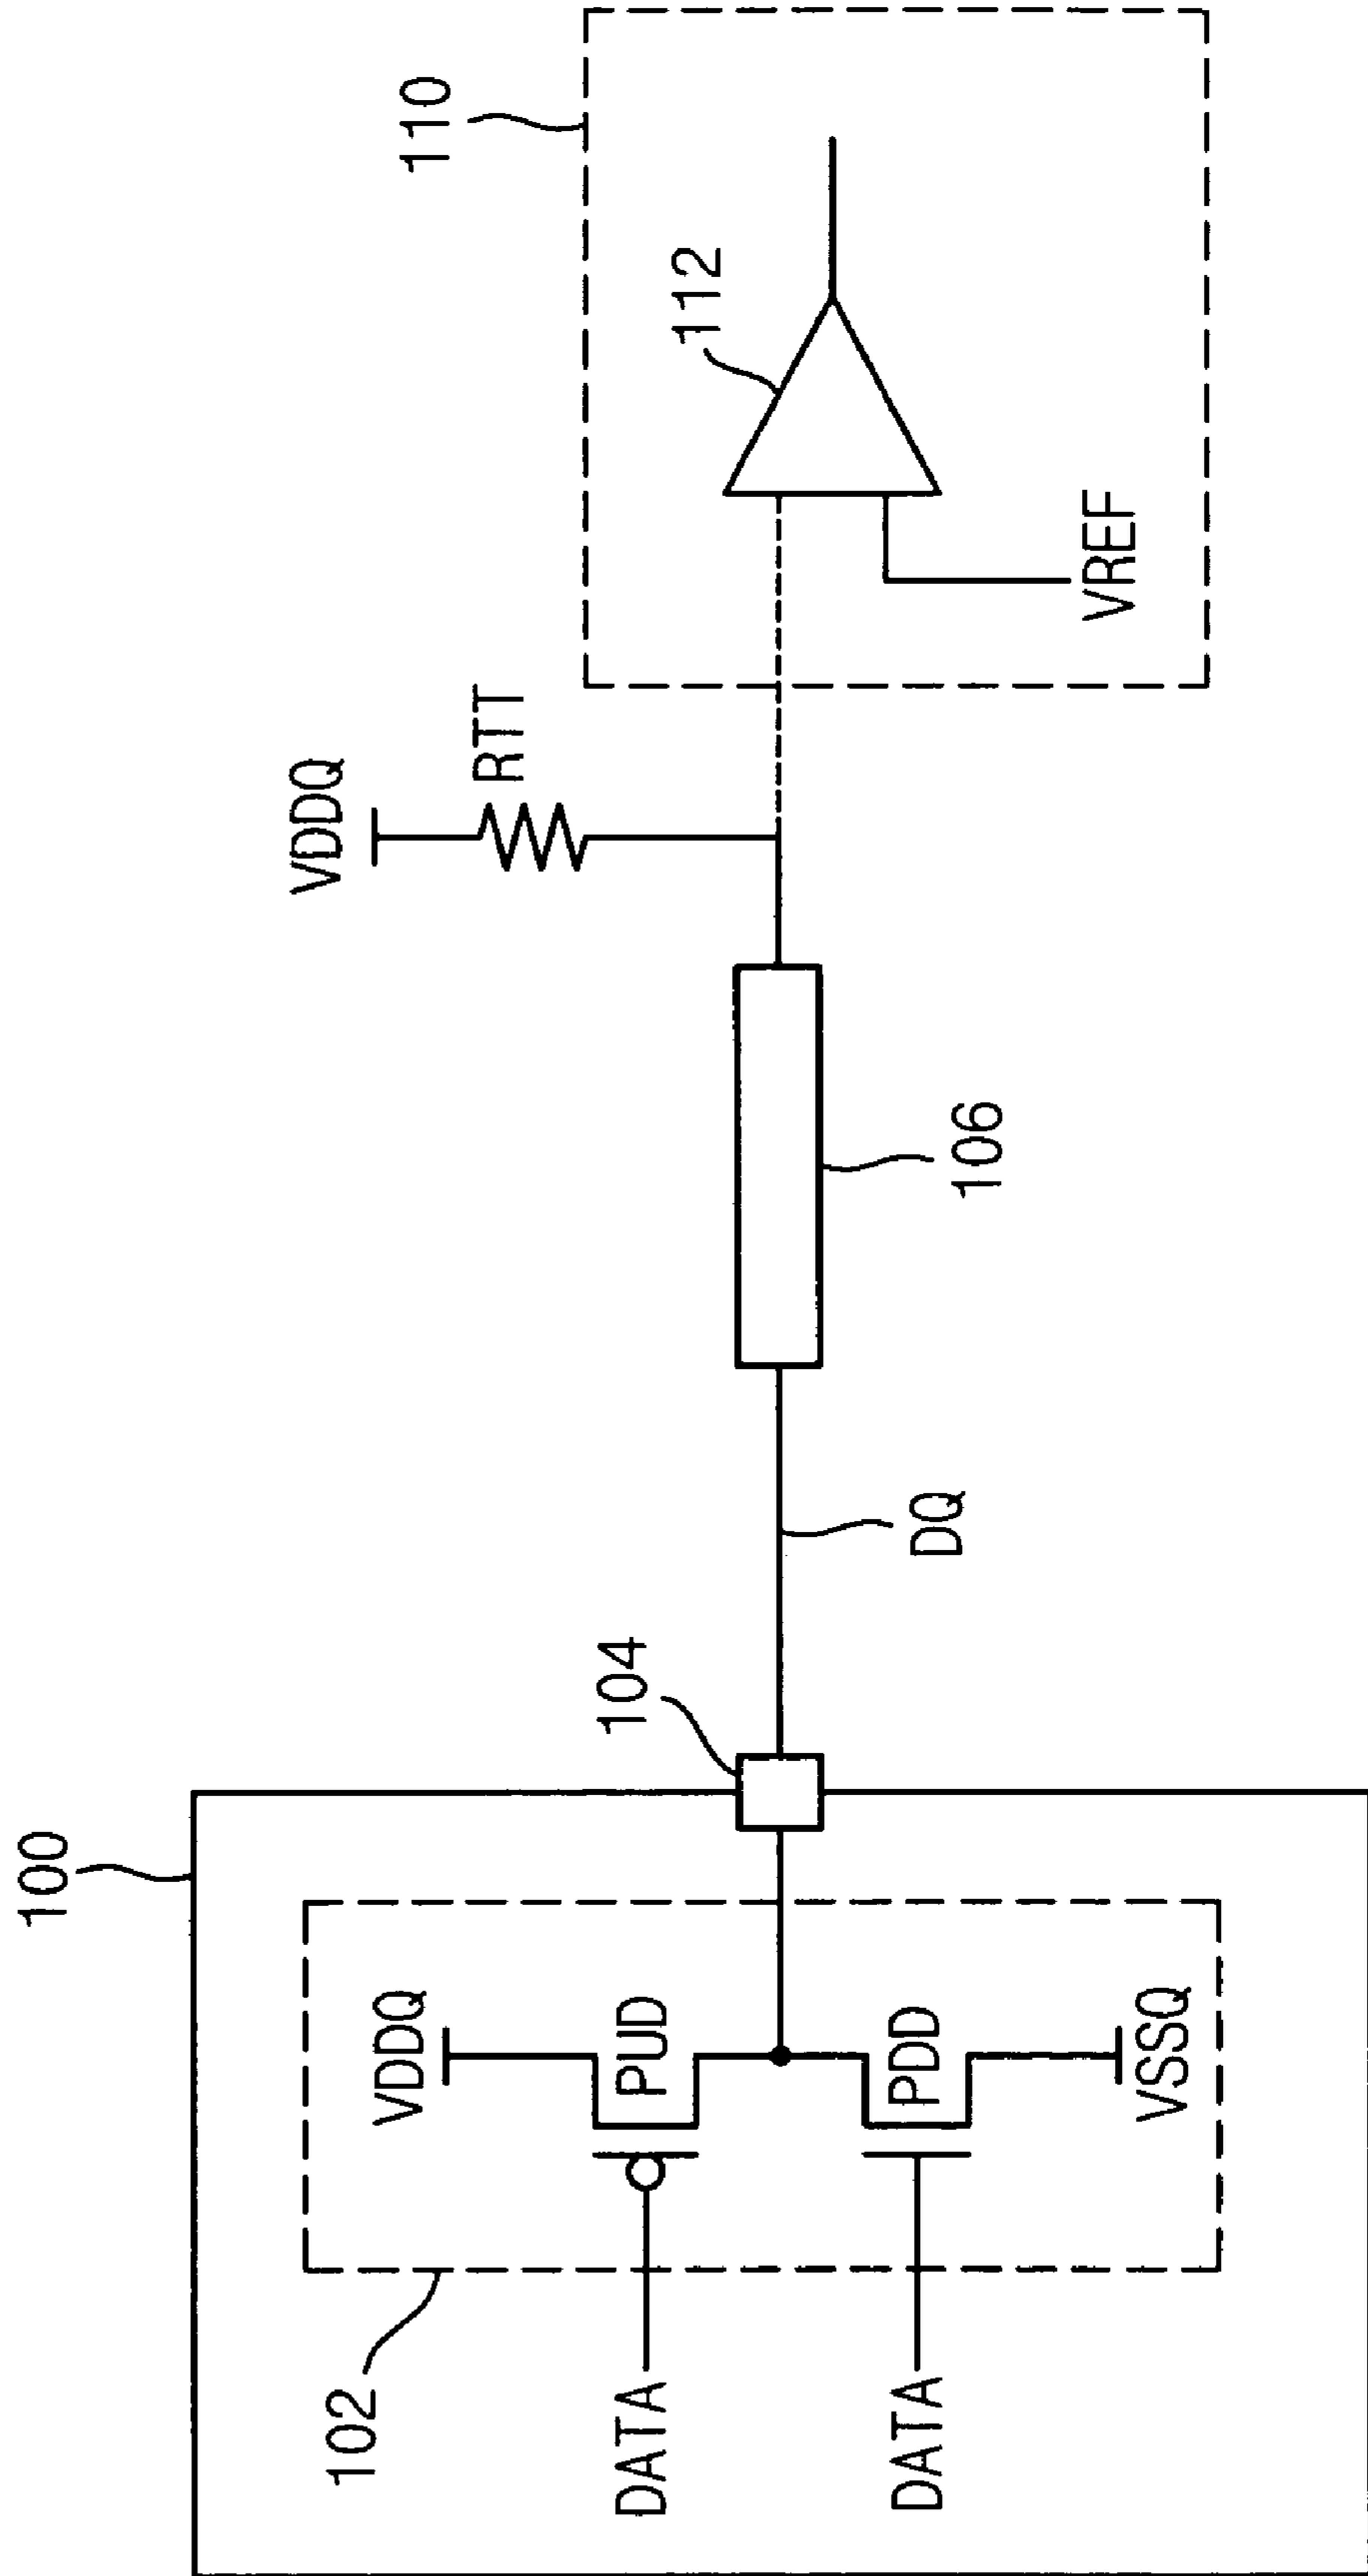 100
102
VDDQ
DATA
PUD
DATA
PDD
VSSQ
104
DQ
106
VDDQ
RTT
110
112
VREF